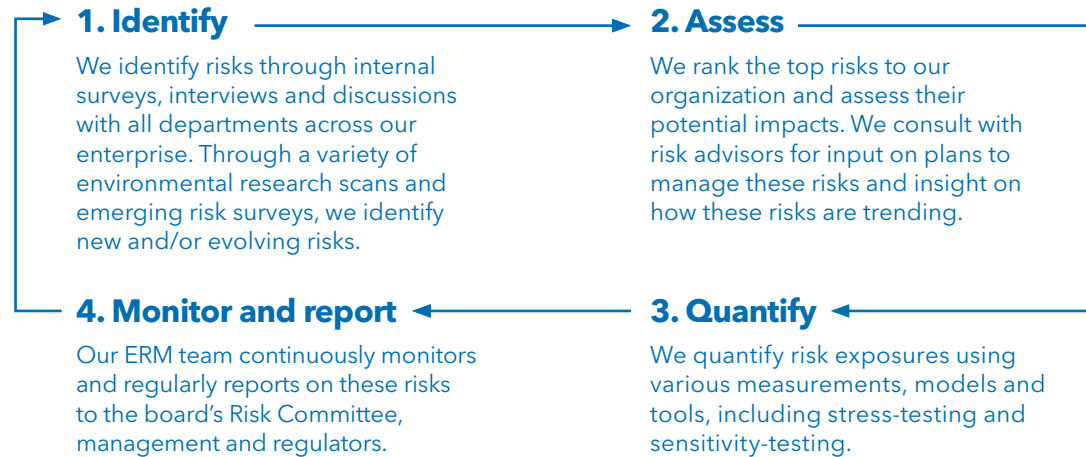 1. Identify
We identify risks through internal
surveys, interviews and discussions
with all departments across our
enterprise. Through a variety of
environmental research scans and
emerging risk surveys, we identify
new and/or evolving risks.
2. Assess
We rank the top risks to our
organization and assess their
potential impacts. We consult with
risk advisors for input on plans to
manage these risks and insight on
how these risks are trending.
3. Quantify
We quantify risk exposures using
various measurements, models and
tools, including stress-testing and
sensitivity-testing.
4. Monitor and report
Our ERM team continuously monitors
and regularly reports on these risks
to the board’s Risk Committee,
management and regulators.